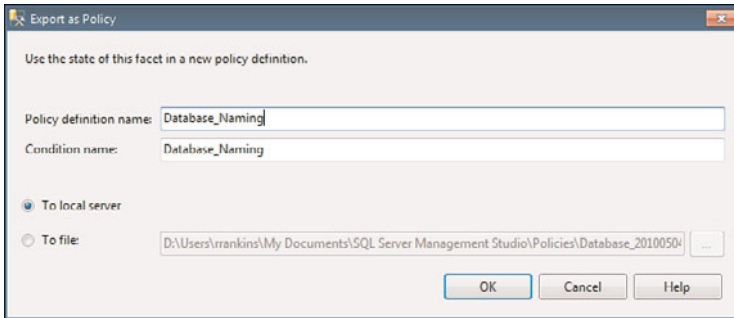 Export as Policy
Use the state of this facet in a new policy definition.
Policy definition name: Database_Naming
Condition name: Database_Naming
To local server
To file: D:\Users\rrankins\My Documents\SQL Server Management Studio\Policies\Database_20100504 ...
OK Cancel Help